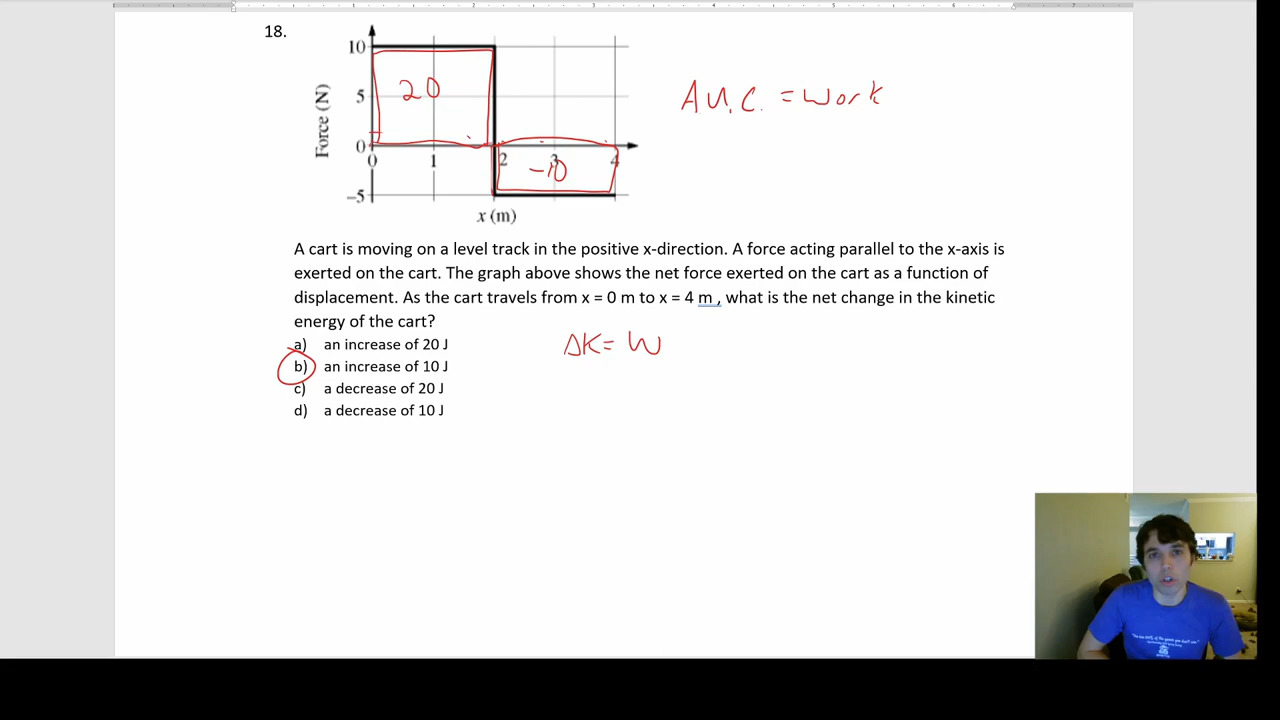 18.
10
5
0
−5
Force (N)
0 1 2 3 4
x (m)
20
−10
A.U.C. = work
A cart is moving on a level track in the positive x-direction. A force acting parallel to the x-axis is
exerted on the cart. The graph above shows the net force exerted on the cart as a function of
displacement. As the cart travels from x = 0 m to x = 4 m , what is the net change in the kinetic
energy of the cart?
ΔK = W
a) an increase of 20 J
b) an increase of 10 J
c) a decrease of 20 J
d) a decrease of 10 J